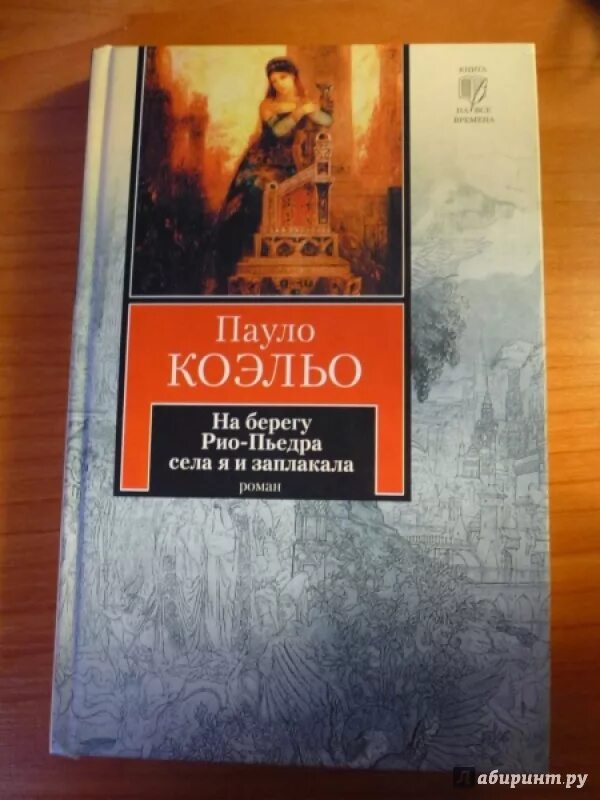 КНИГА
НА ВСЕ
ВРЕМЕНА
Пауло
КОЭЛЬО
На берегу
Рио-Пьедра
села я и заплакала
роман
Лабиринт.ру